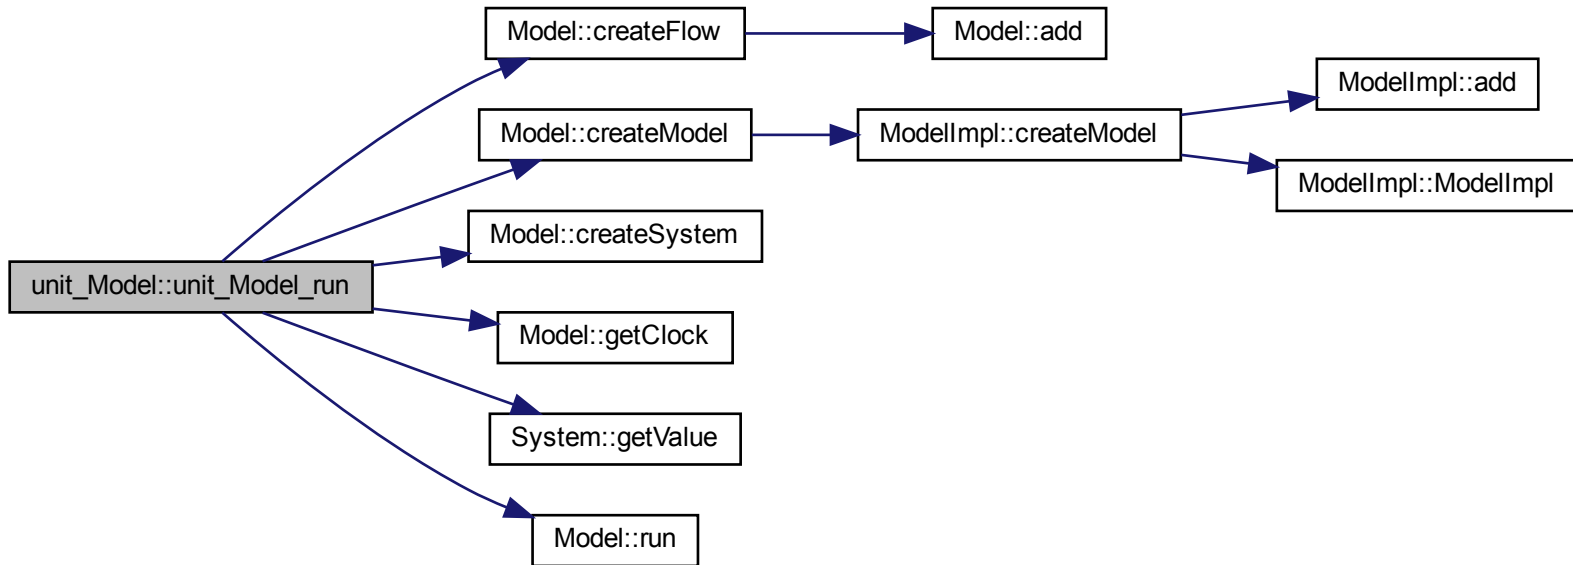 Model::createFlow
Model::add
ModelImpl::add
Model::createModel
ModelImpl::createModel
ModelImpl::ModelImpl
Model::createSystem
unit_Model::unit_Model_run
Model::getClock
System::getValue
Model::run